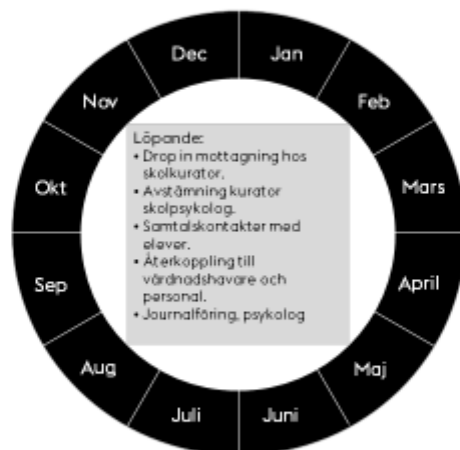 Dec
Jan
Nov
Feb
Okt
Mars
Sep
April
Aug
Maj
Juli
Juni
Löpande:
• Drop in mottagning hos
skolkurator.
• Avstämning kurator
skolpsykolog.
• Samtalskontakter med
elever.
• Återkoppling till
vårdnadshavare och
personal.
• Journalföring, psykolog